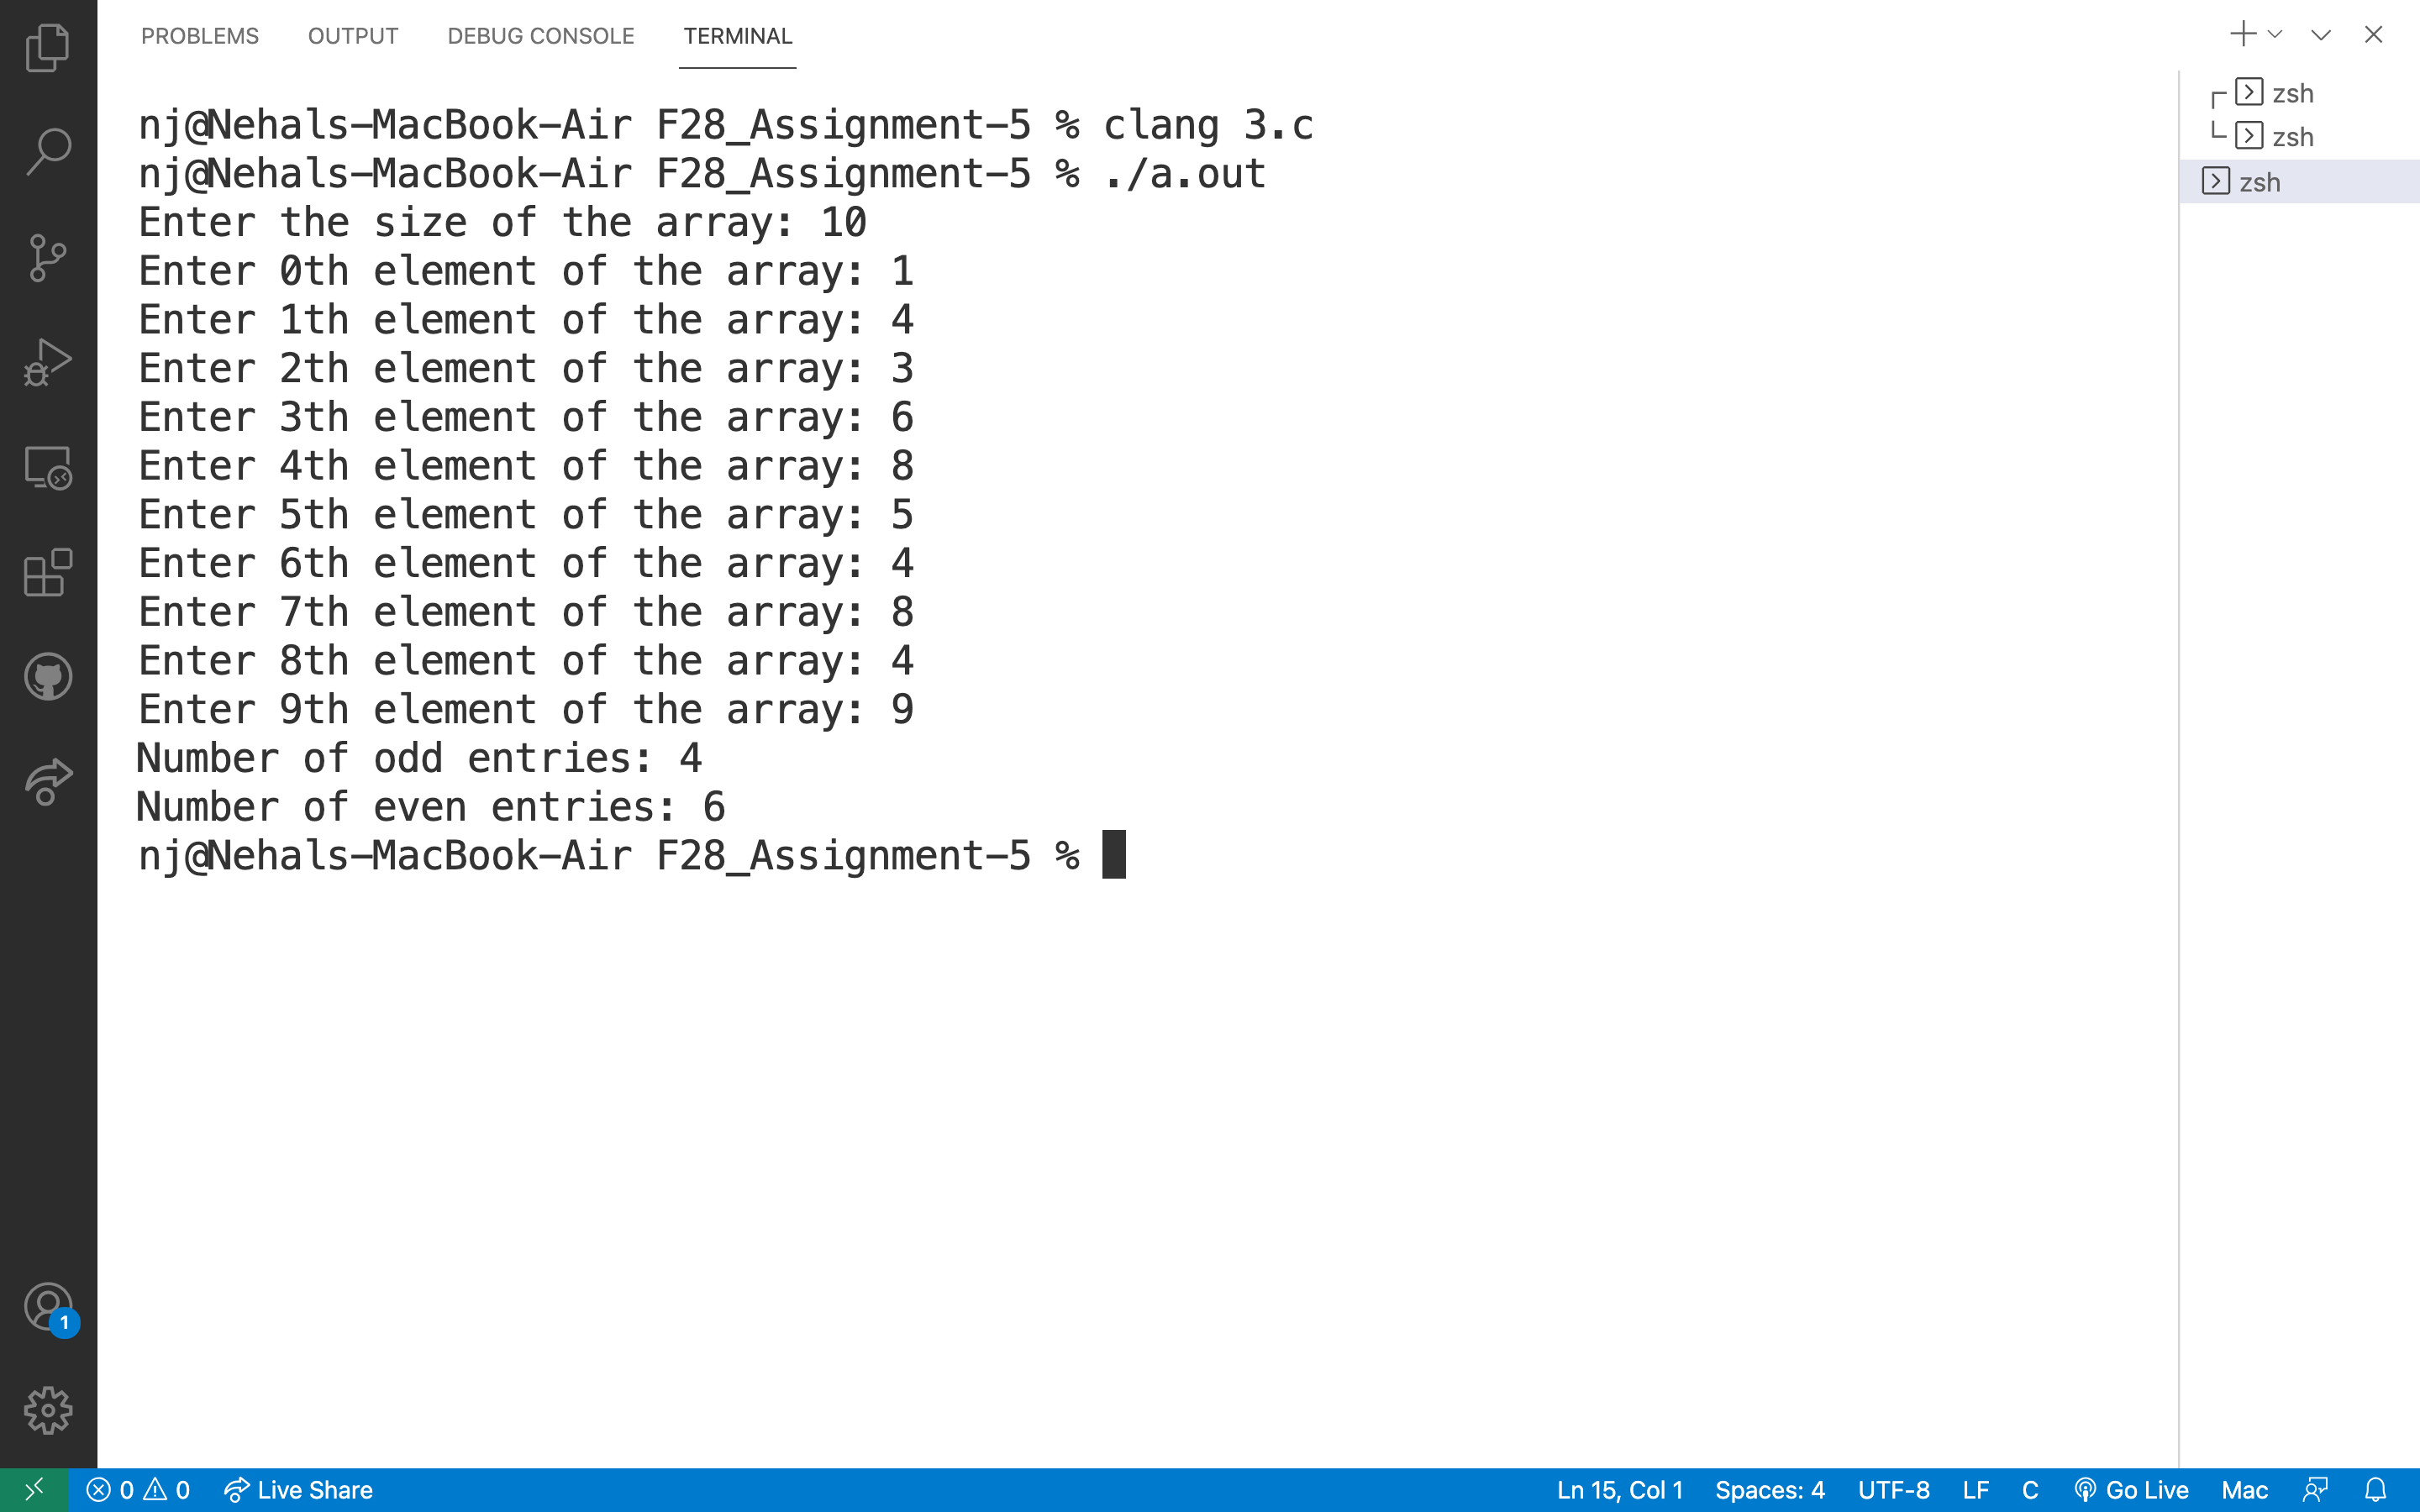 PROBLEMS OUTPUT DEBUG CONSOLE TERMINAL
nj@Nehals-MacBook-Air F28_Assignment-5 % clang 3.c
nj@Nehals-MacBook-Air F28_Assignment-5 % ./a.out
Enter the size of the array: 10
Enter 0th element of the array: 1
Enter 1th element of the array: 4
Enter 2th element of the array: 3
Enter 3th element of the array: 6
Enter 4th element of the array: 8
Enter 5th element of the array: 5
Enter 6th element of the array: 4
Enter 7th element of the array: 8
Enter 8th element of the array: 4
Enter 9th element of the array: 9
Number of odd entries: 4
Number of even entries: 6
nj@Nehals-MacBook-Air F28_Assignment-5 %
zsh
zsh
zsh
1
0 0 Live Share Ln 15, Col 1 Spaces: 4 UTF-8 LF C Go Live Mac